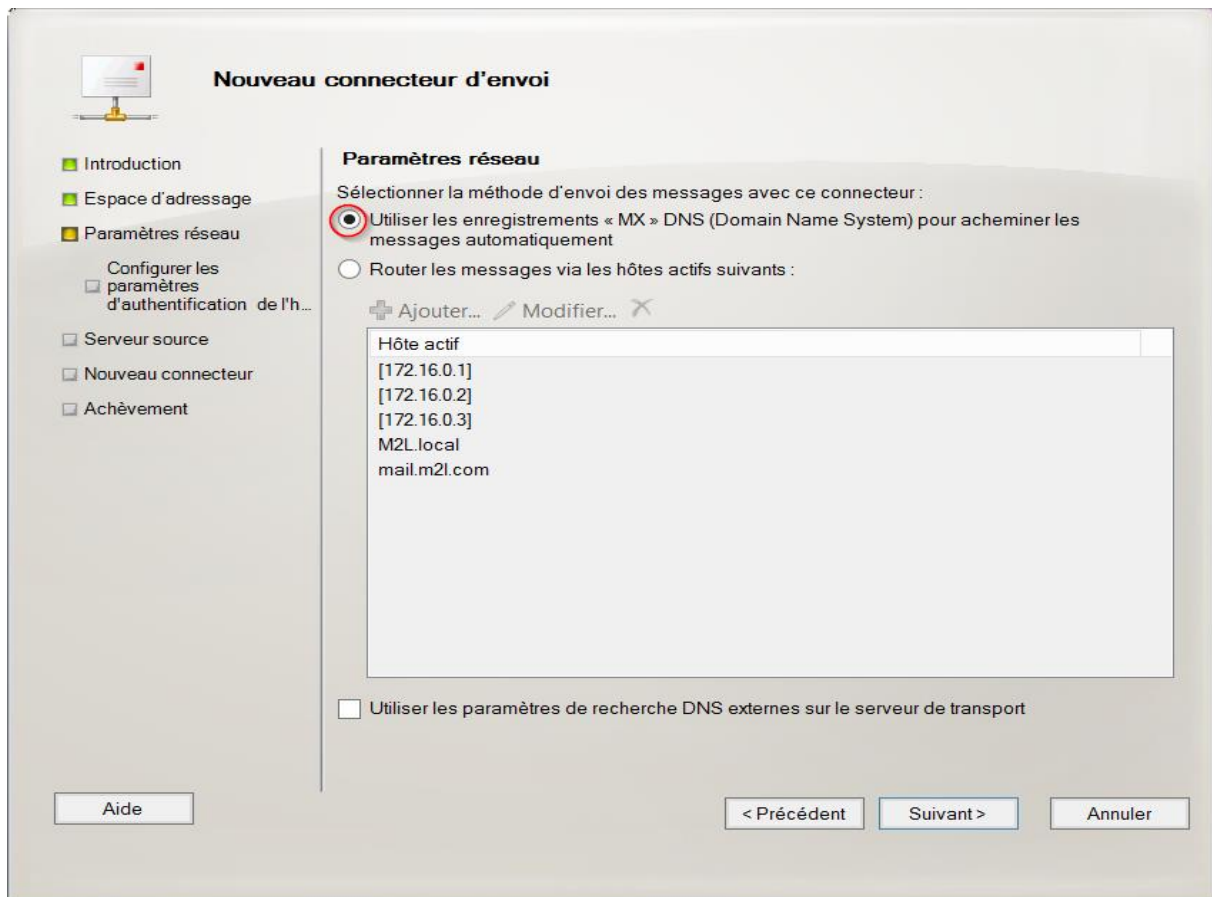 Nouveau connecteur d'envoi
Introduction
Espace d'adressage
Paramètres réseau
Configurer les
paramètres
d'authentification de l'h...
Serveur source
Nouveau connecteur
Achèvement
Paramètres réseau
Sélectionner la méthode d'envoi des messages avec ce connecteur :
Utiliser les enregistrements « MX » DNS (Domain Name System) pour acheminer les
messages automatiquement
Router les messages via les hôtes actifs suivants :
Ajouter... Modifier...
Hôte actif
[172.16.0.1]
[172.16.0.2]
[172.16.0.3]
M2L.local
mail.m2l.com
Utiliser les paramètres de recherche DNS externes sur le serveur de transport
Aide
< Précédent
Suivant >
Annuler